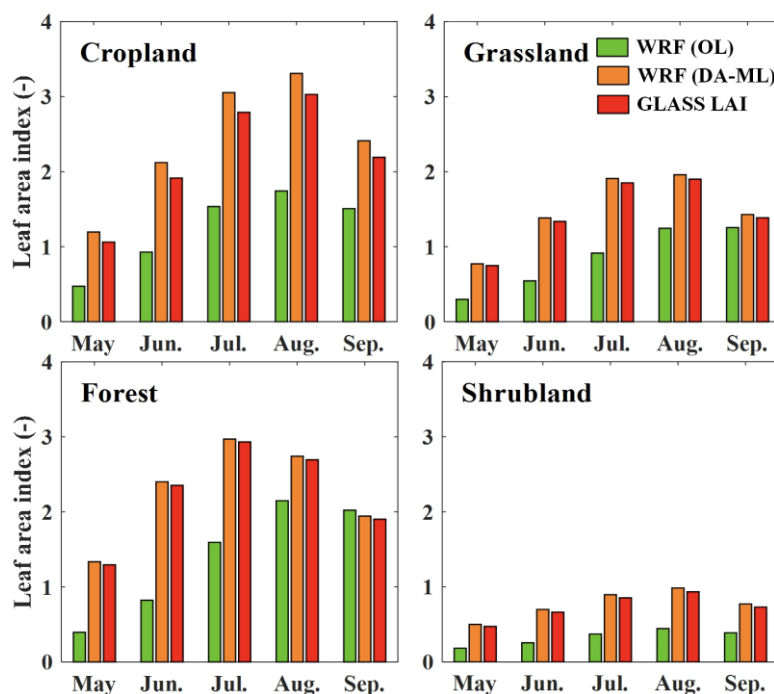 Leaf area index (-)
4
3
2
1
0
Cropland
May Jun. Jul. Aug. Sep.
4
3
2
1
0
Grassland
WRF (OL)
WRF (DA-ML)
GLASS LAI
May Jun. Jul. Aug. Sep.
Leaf area index (-)
4
3
2
1
0
Forest
May Jun. Jul. Aug. Sep.
4
3
2
1
0
Shrubland
May Jun. Jul. Aug. Sep.